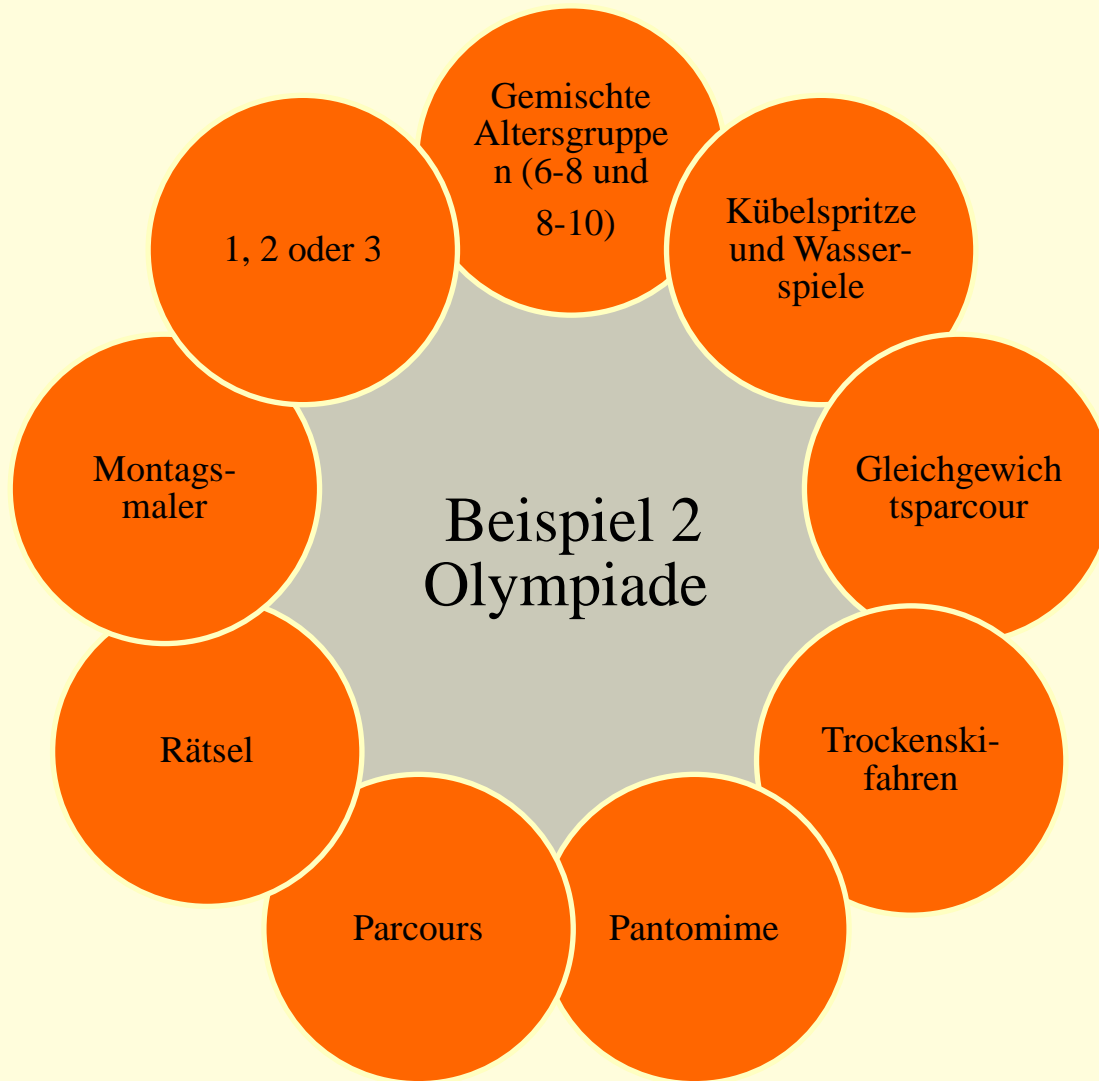 Gemischte
Altersgruppe
n (6-8 und
8-10)
Kübelspritze
und Wasser-
spiele
Gleichgewich
tsparcour
Trockenski-
fahren
Pantomime
Parcours
Rätsel
Montags-
maler
1, 2 oder 3
Beispiel 2
Olympiade